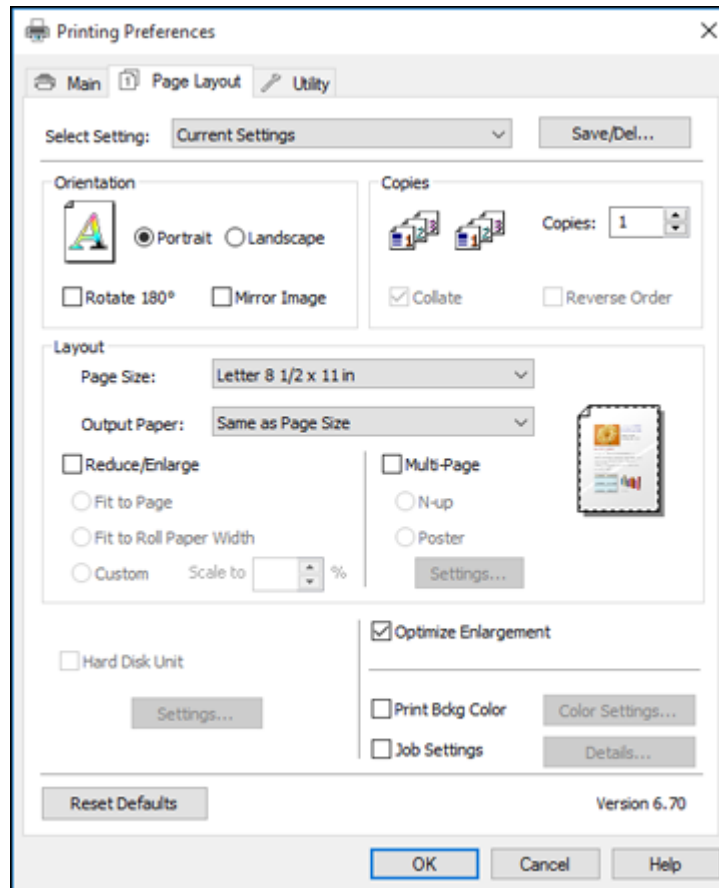 Printing Preferences
Main
Page Layout
Utility
Select Setting: Current Settings Save/Del...
Orientation
Portrait Landscape
Rotate 180° Mirror Image
Copies
Copies: 1
Collate Reverse Order
Layout
Page Size: Letter 8 1/2 x 11 in
Output Paper: Same as Page Size
Reduce/Enlarge
Fit to Page
Fit to Roll Paper Width
Custom Scale to %
Multi-Page
N-up
Poster
Settings...
Hard Disk Unit
Settings...
Optimize Enlargement
Print Bckg Color Color Settings...
Job Settings Details...
Reset Defaults Version 6.70
OK Cancel Help